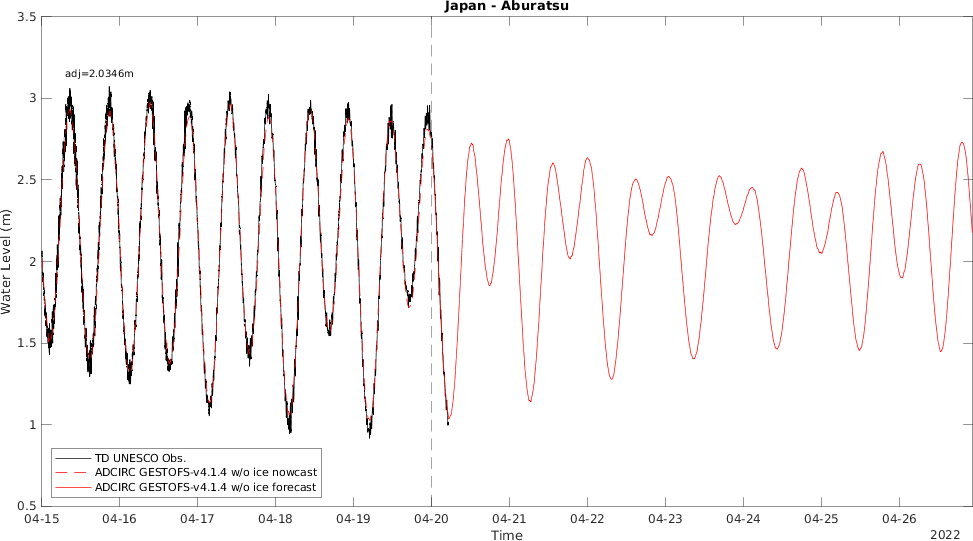 Japan - Aburatsu
adj=2.0346m
3.5
3
2.5
2
1.5
1
0.5
Water Level (m)
TD UNESCO Obs.
ADCIRC GESTOFS-v4.1.4 w/o ice nowcast
ADCIRC GESTOFS-v4.1.4 w/o ice forecast
04-15 04-16 04-17 04-18 04-19 04-20 04-21 04-22 04-23 04-24 04-25 04-26
Time
2022